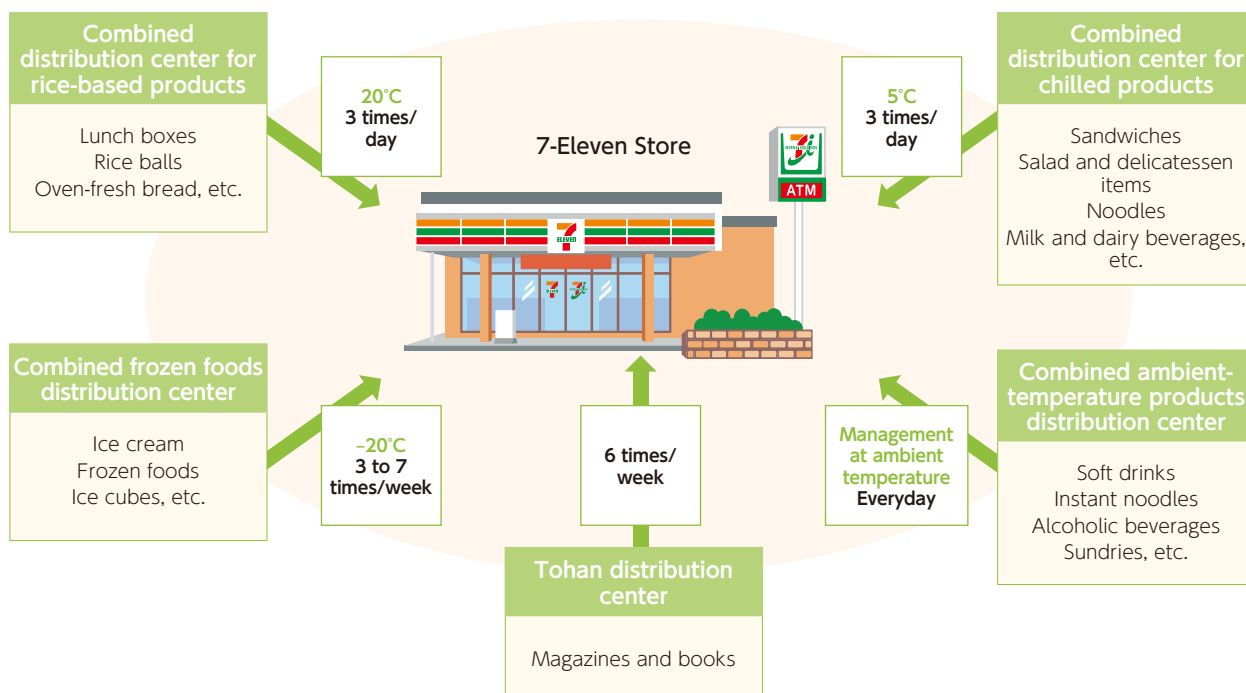 Combined
distribution center for
rice-based products
Lunch boxes
Rice balls
Oven-fresh bread, etc.
20°C
3 times/
day
7-Eleven Store
5°C
3 times/
day
Combined
distribution center for
chilled products
Sandwiches
Salad and delicatessen
items
Noodles
Milk and dairy beverages,
etc.
ATM
7
ELEVEN
Combined frozen foods
distribution center
Ice cream
Frozen foods
Ice cubes, etc.
–20°C
3 to 7
times/week
6 times/
week
Management
at ambient
temperature
Everyday
Combined ambient-
temperature products
distribution center
Soft drinks
Instant noodles
Alcoholic beverages
Sundries, etc.
Tohan distribution
center
Magazines and books